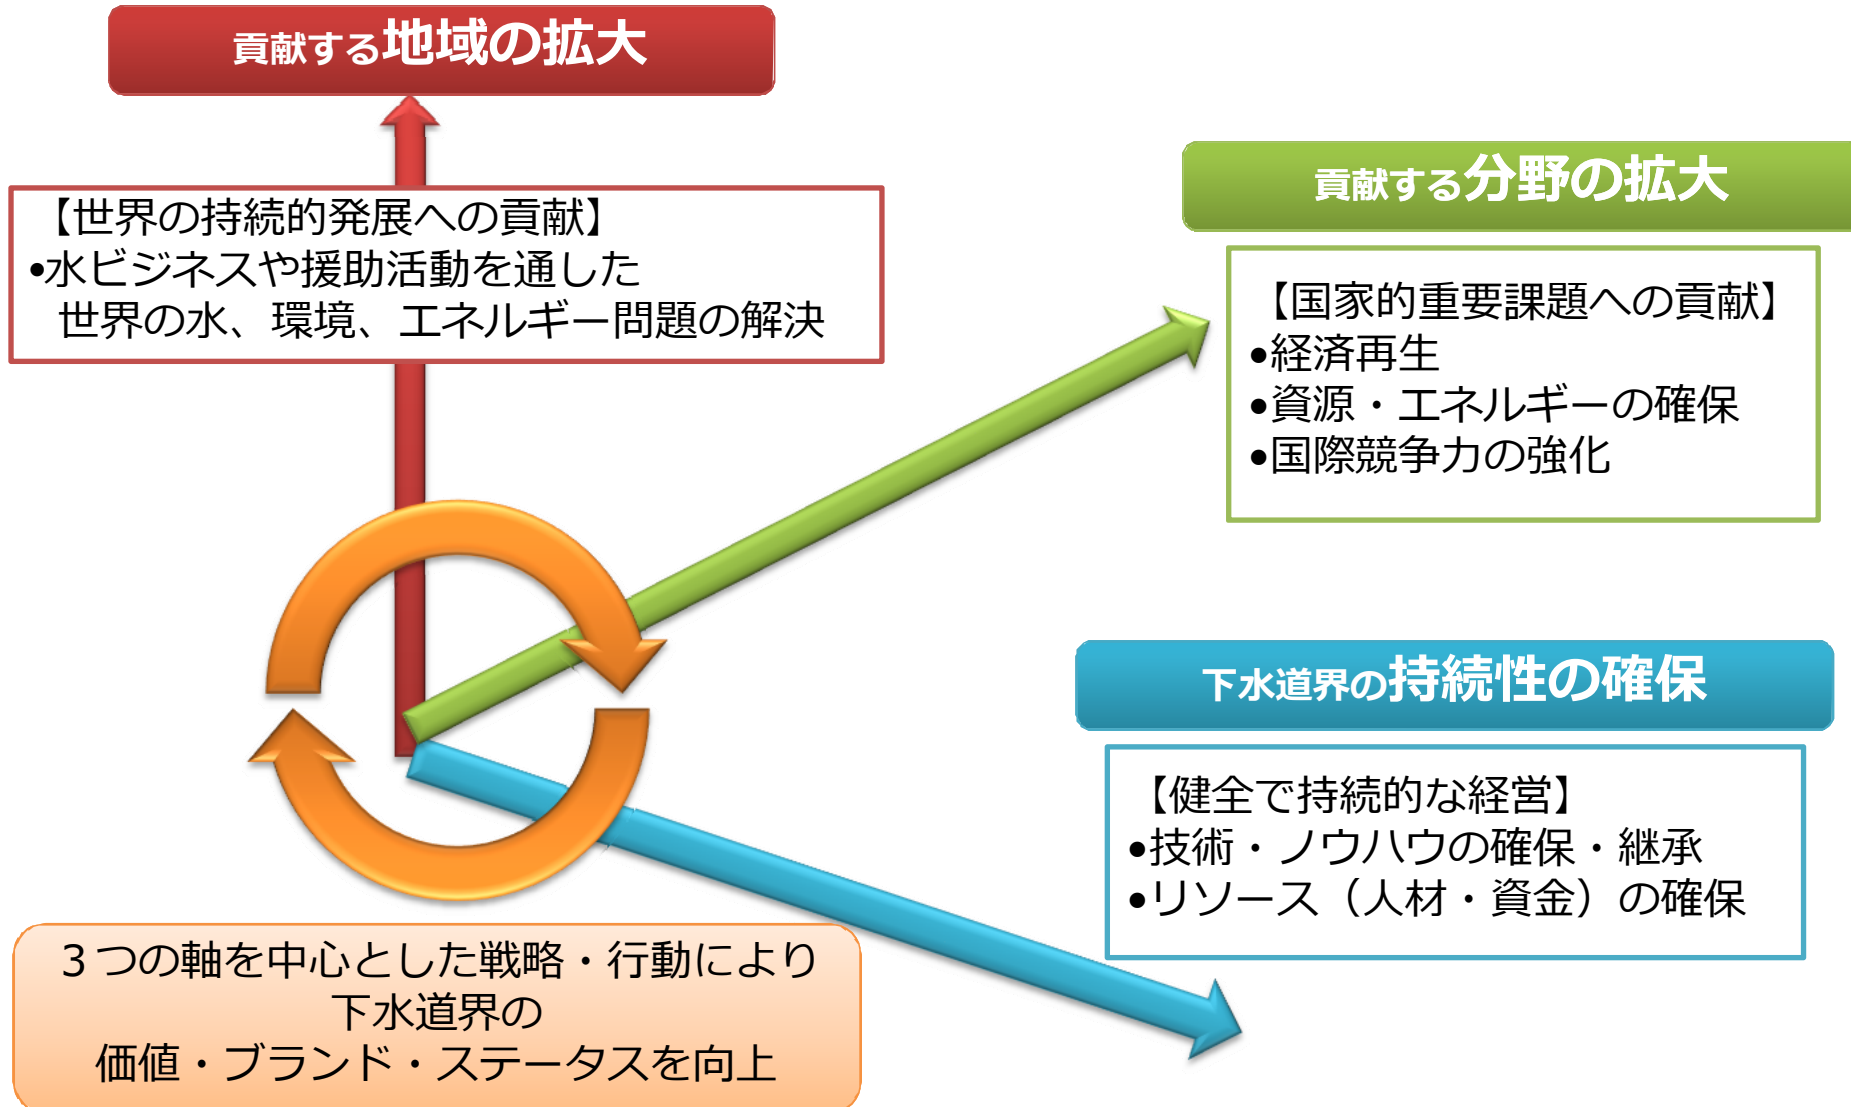 貢献する地域の拡大
【世界の持続的発展への貢献】
•水ビジネスや援助活動を通した
世界の水、環境、エネルギー問題の解決
貢献する分野の拡大
【国家的重要課題への貢献】
•経済再生
•資源・エネルギーの確保
•国際競争力の強化
下水道界の持続性の確保
【健全で持続的な経営】
•技術・ノウハウの確保・継承
•リソース（人材・資金）の確保
３つの軸を中心とした戦略・行動により
下水道界の
価値・ブランド・ステータスを向上